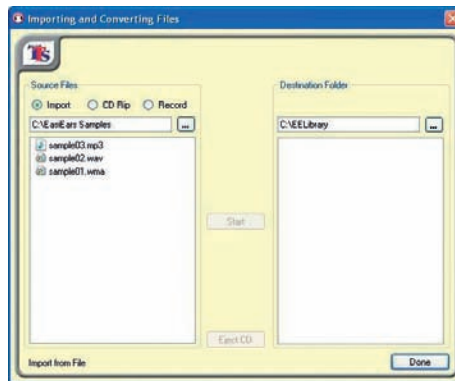 Importing and Converting Files
TTS
Source Files
Import CD Rip Record
C:\EasiEars Samples ...
sample03.mp3
sample02.wav
sample01.wma
Destination Folder
C:\EELibrary ...
Start
Eject CD
Import from File
Done